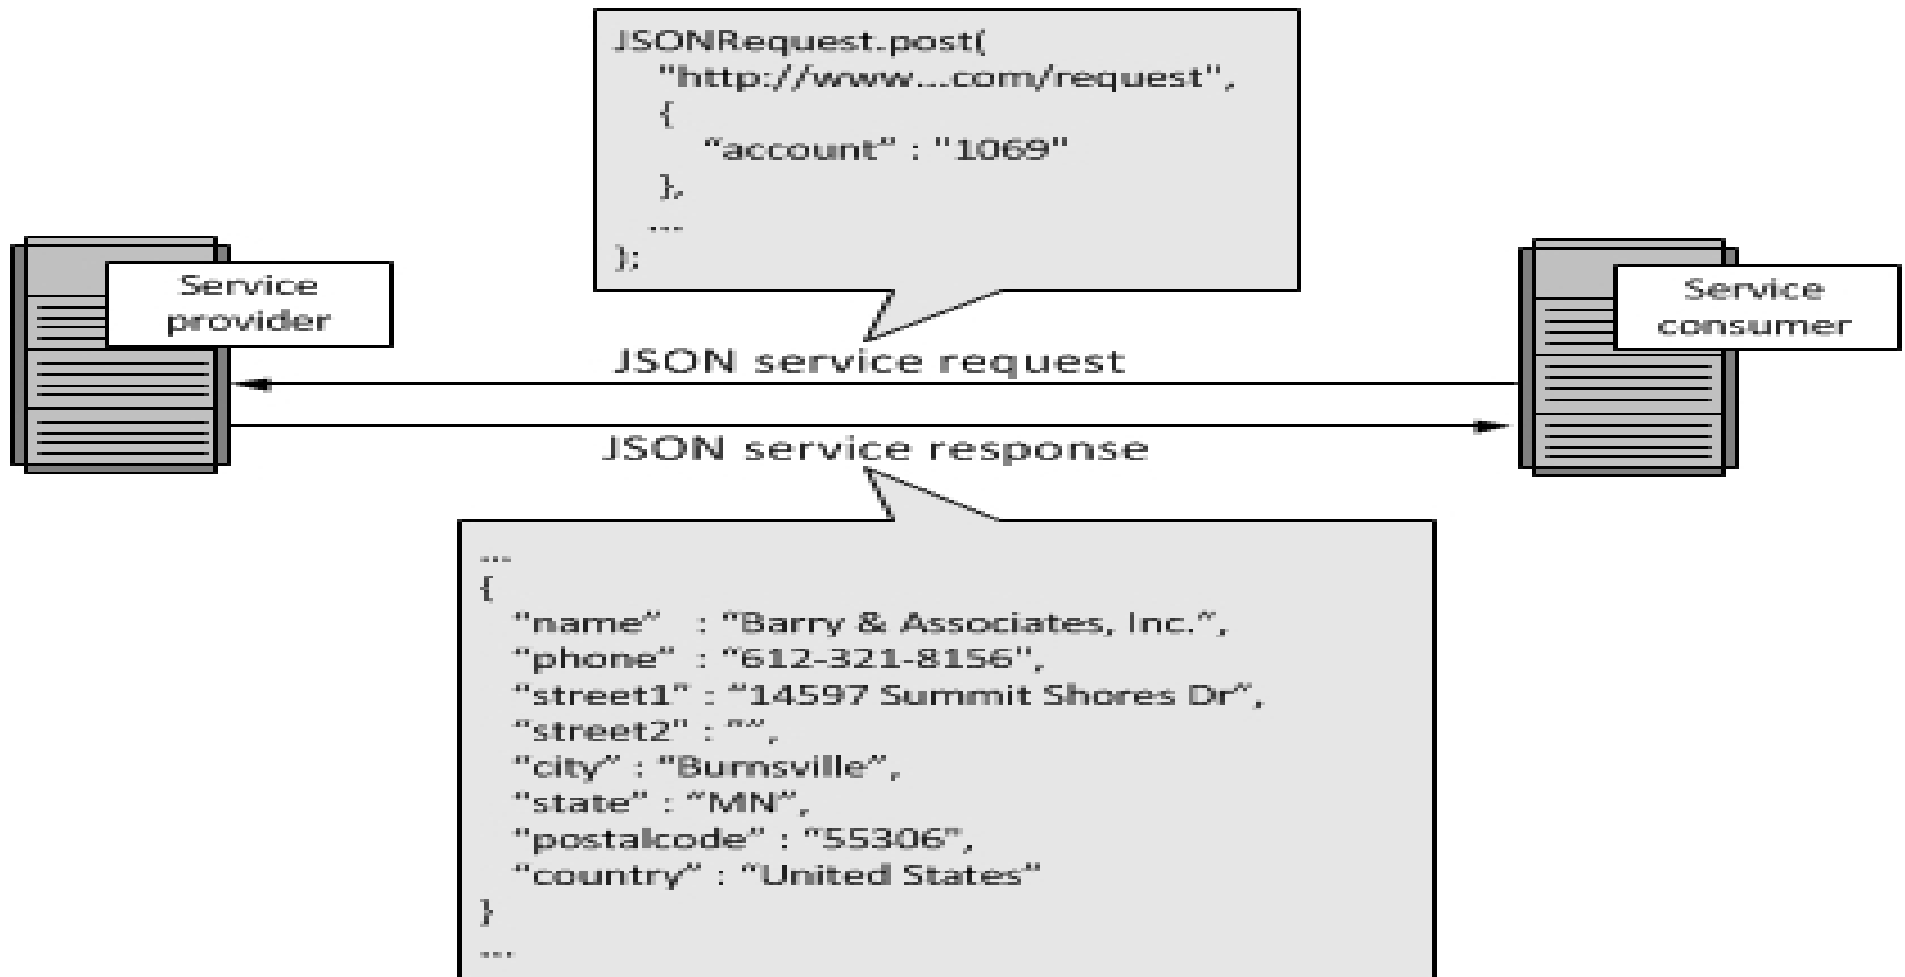 JSONRequest.post(
"http://www...com/request",
{
“account” : "1069"
},
...
);
Service
provider
Service
consumer
JSON service request
JSON service response
...
{
“name” : “Barry & Associates, Inc.”,
“phone” : “612-321-8156",
“street1” : “14597 Summit Shores Dr”,
“street2" : “”,
“city” : "Burnsville”,
“state” : “MN”,
“postalcode” : “55306",
“country” : “United States”
}
...